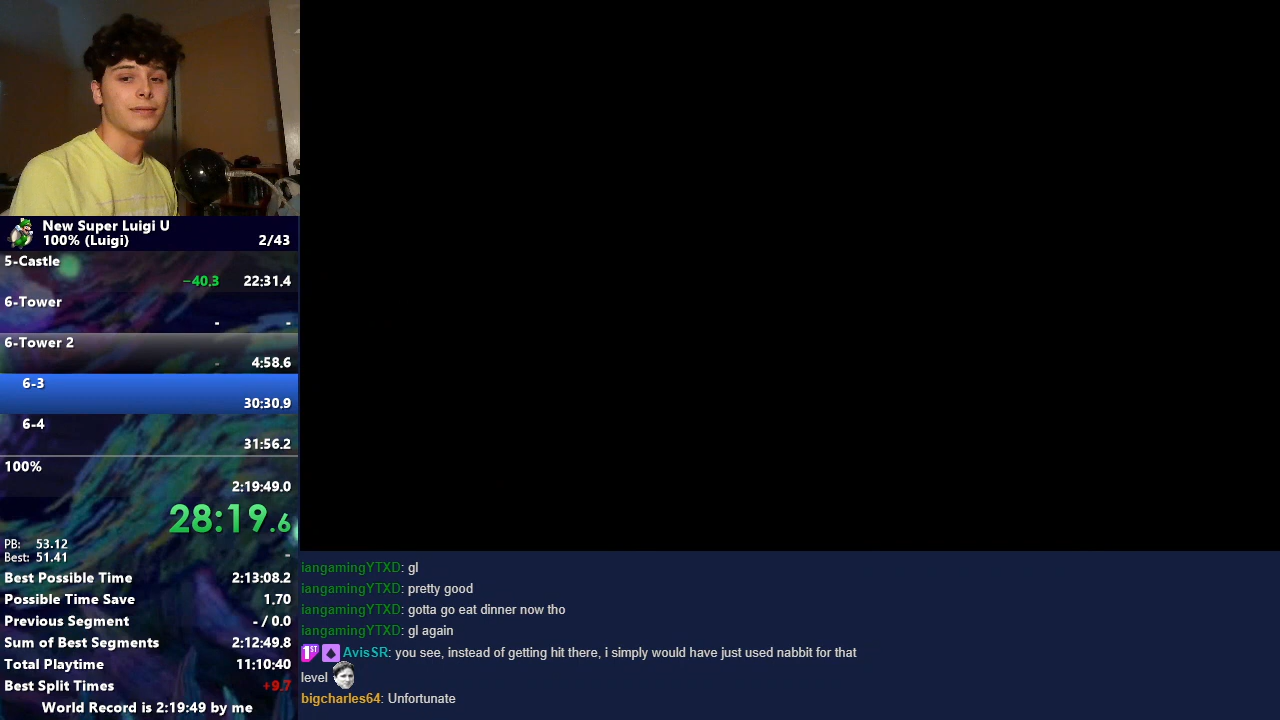 New Super Luigi U
100% (Luigi) 2/43
5-Castle
-40.3 22:31.4
6-Tower
- -
6-Tower 2
- 4:58.6
6-3
30:30.9
6-4
31:56.2
100%
2:19:49.0
28:19.6
PB: 53.12
Best: 51.41 -
Best Possible Time 2:13:08.2
Possible Time Save 1.70
Previous Segment - / 0.0
Sum of Best Segments 2:12:49.8
Total Playtime 11:10:40
Best Split Times +9.7
World Record is 2:19:49 by me
iangamingYTXD: gl
iangamingYTXD: pretty good
iangamingYTXD: gotta go eat dinner now tho
iangamingYTXD: gl again
1ST AvisSR: you see, instead of getting hit there, i simply would have just used nabbit for that
level
bigcharles64: Unfortunate